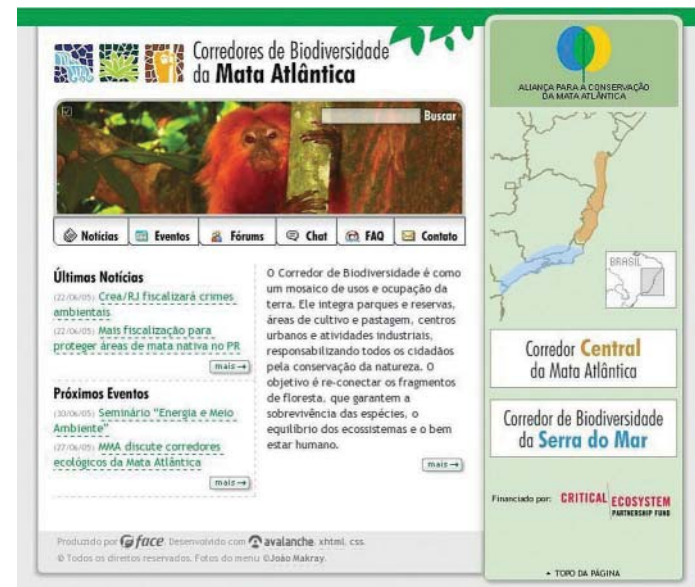 Corredores de Biodiversidade
da Mata Atlântica
Buscar
Notícias
Eventos
Fórums
Chat
FAQ
Contato
Últimas Notícias
(22/06/05) Crea/RJ fiscalizará crimes
ambientais
(22/06/05) Mais fiscalização para
proteger áreas de mata nativa no PR
mais
Próximos Eventos
(30/06/05) Seminário "Energia e Meio
Ambiente"
(27/06/05) MMA discute corredores
ecológicos da Mata Atlântica
mais
O Corredor de Biodiversidade é como
um mosaico de usos e ocupação da
terra. Ele integra parques e reservas,
áreas de cultivo e pastagem, centros
urbanos e atividades industriais,
responsabilizando todos os cidadãos
pela conservação da natureza. O
objetivo é re-conectar os fragmentos
de floresta, que garantem a
sobrevivência das espécies, o
equilíbrio dos ecossistemas e o bem
estar humano.
mais
ALIANÇA PARA A CONSERVAÇÃO
DA MATA ATLÂNTICA
BRASIL
Corredor Central
da Mata Atlântica
Corredor de Biodiversidade
da Serra do Mar
Financiado por: CRITICAL ECOSYSTEM
PARTNERSHIP FUND
TOPO DA PÁGINA
Produzido por face. Desenvolvido com avalanche. xhtml. css.
© Todos os direitos reservados. Fotos do menu ©João Makray.